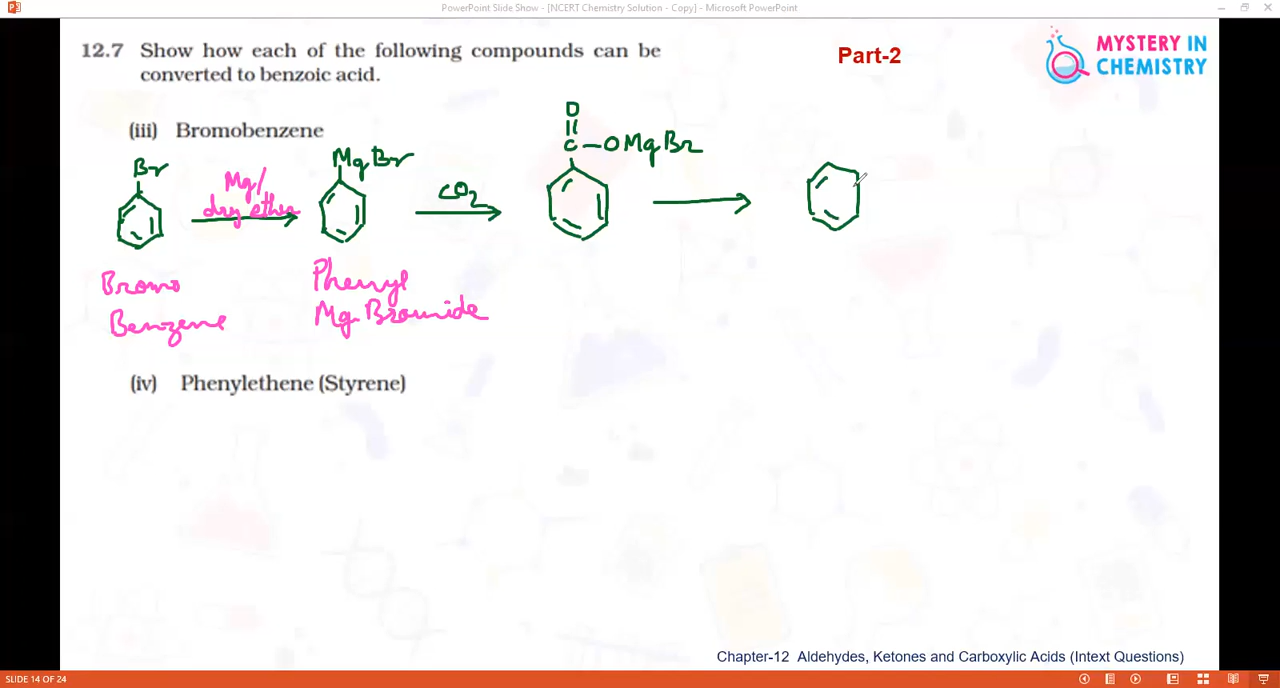 PowerPoint Slide Show - [NCERT Chemistry Solution - Copy] - Microsoft PowerPoint
12.7 Show how each of the following compounds can be
converted to benzoic acid.
Part-2
MYSTERY IN
CHEMISTRY
(iii) Bromobenzene
Br
Mg/
dry ether
MgBr
CO2
O
C-OMgBr
Bromo
Benzene
Phenyl
Mg Bromide
(iv) Phenylethene (Styrene)
Chapter-12 Aldehydes, Ketones and Carboxylic Acids (Intext Questions)
SLIDE 14 OF 24